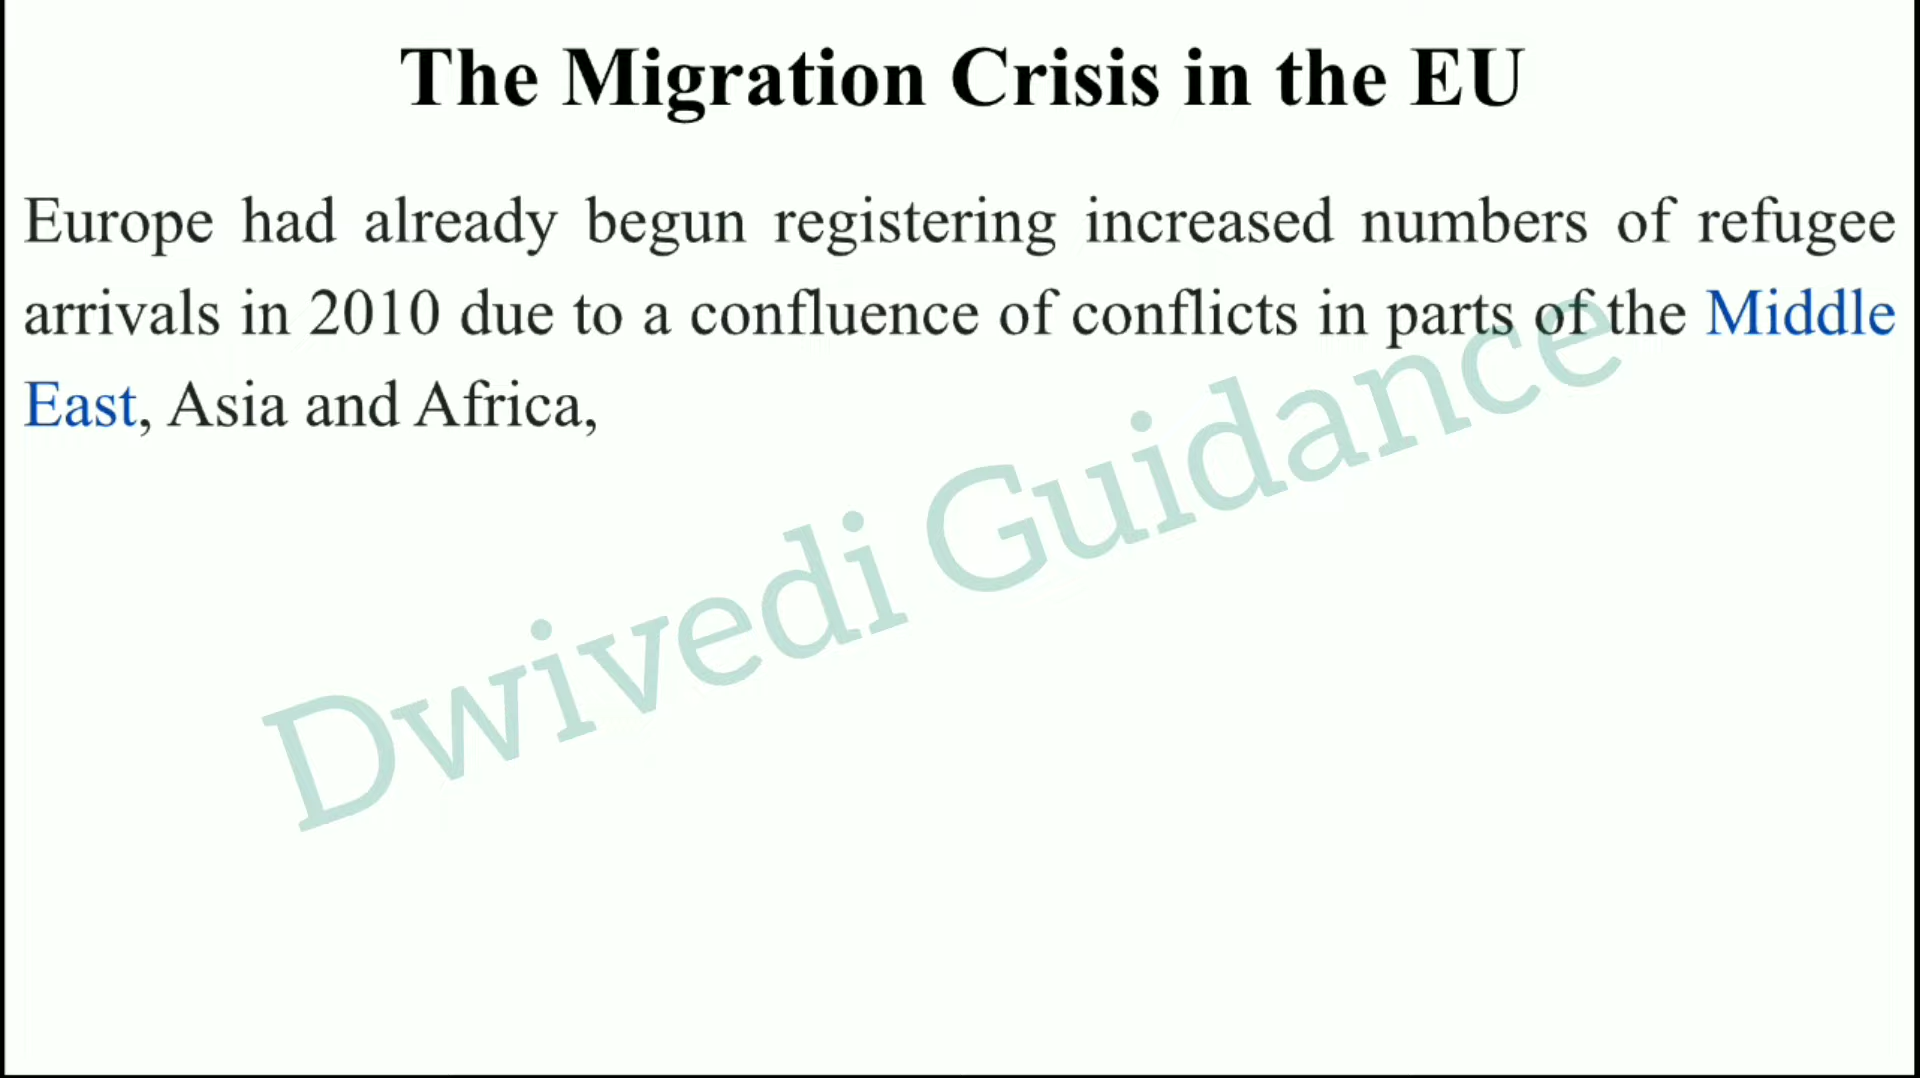 The Migration Crisis in the EU
Europe had already begun registering increased numbers of refugee
arrivals in 2010 due to a confluence of conflicts in parts of the Middle
East, Asia and Africa,
Dwivedi Guidance